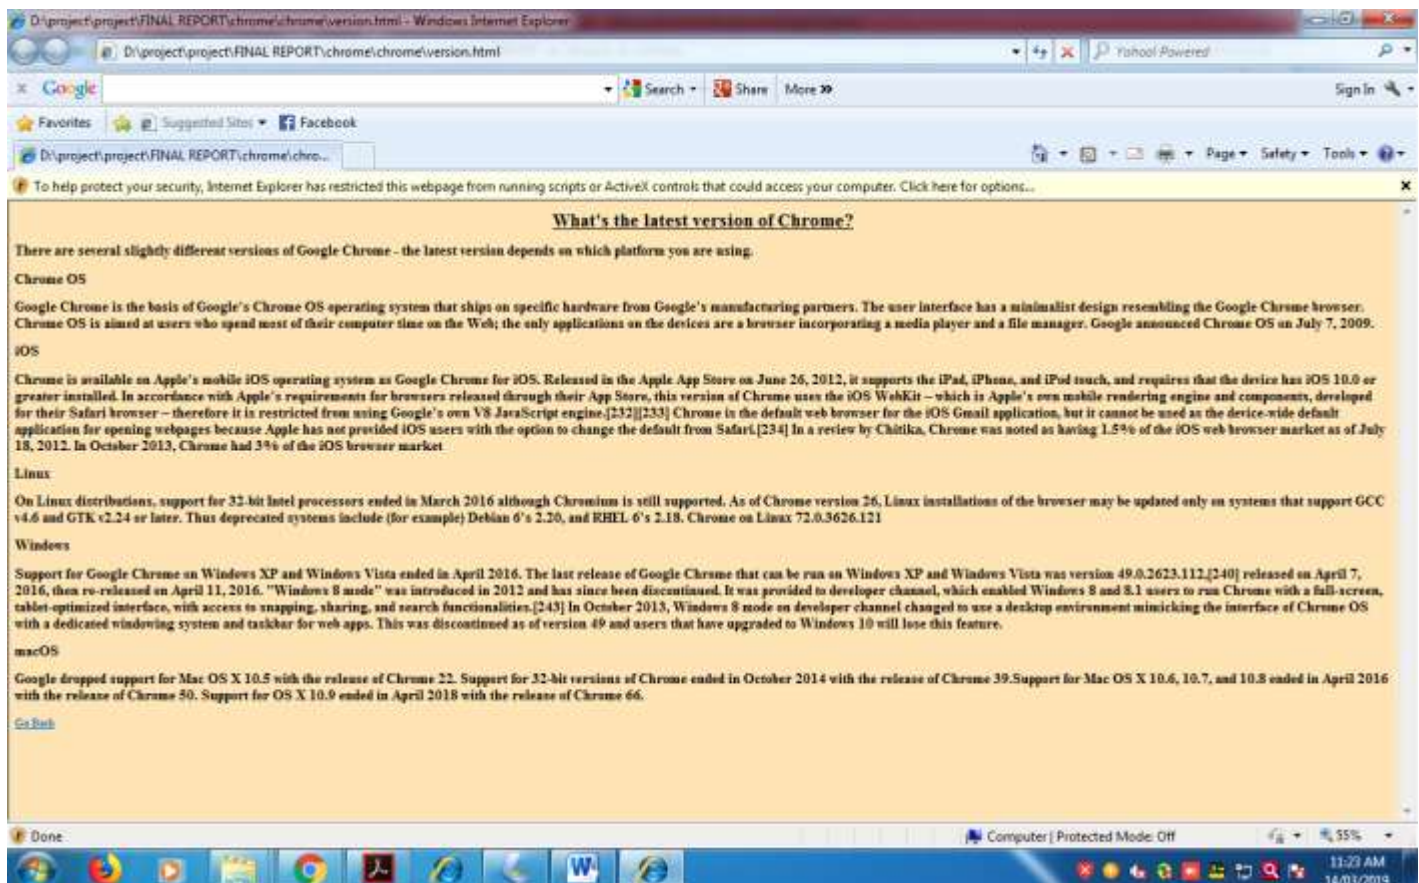 D:\project\project\FINAL REPORT\chrome\chrome\version.html - Windows Internet Explorer
D:\project\project\FINAL REPORT\chrome\chrome\version.html
Yahoo! Powered
x Google Search Share More » Sign In
Favorites Suggested Sites Facebook
D:\project\project\FINAL REPORT\chrome\chro... Page Safety Tools
To help protect your security, Internet Explorer has restricted this webpage from running scripts or ActiveX controls that could access your computer. Click here for options... x
What's the latest version of Chrome?
There are several slightly different versions of Google Chrome - the latest version depends on which platform you are using.
Chrome OS
Google Chrome is the basis of Google's Chrome OS operating system that ships on specific hardware from Google's manufacturing partners. The user interface has a minimalist design resembling the Google Chrome browser.
Chrome OS is aimed at users who spend most of their computer time on the Web; the only applications on the devices are a browser incorporating a media player and a file manager. Google announced Chrome OS on July 7, 2009.
iOS
Chrome is available on Apple's mobile iOS operating system as Google Chrome for iOS. Released in the Apple App Store on June 26, 2012, it supports the iPad, iPhone, and iPod touch, and requires that the device has iOS 10.0 or
greater installed. In accordance with Apple's requirements for browsers released through their App Store, this version of Chrome uses the iOS WebKit – which is Apple's own mobile rendering engine and components, developed
for their Safari browser – therefore it is restricted from using Google's own V8 JavaScript engine.[232][233] Chrome is the default web browser for the iOS Gmail application, but it cannot be used as the device-wide default
application for opening webpages because Apple has not provided iOS users with the option to change the default from Safari.[234] In a review by Chitika, Chrome was noted as having 1.5% of the iOS web browser market as of July
18, 2012. In October 2013, Chrome had 3% of the iOS browser market
Linux
On Linux distributions, support for 32-bit Intel processors ended in March 2016 although Chromium is still supported. As of Chrome version 26, Linux installations of the browser may be updated only on systems that support GCC
v4.6 and GTK v2.24 or later. Thus deprecated systems include (for example) Debian 6's 2.20, and RHEL 6's 2.18. Chrome on Linux 72.0.3626.121
Windows
Support for Google Chrome on Windows XP and Windows Vista ended in April 2016. The last release of Google Chrome that can be run on Windows XP and Windows Vista was version 49.0.2623.112,[240] released on April 7,
2016, then re-released on April 11, 2016. "Windows 8 mode" was introduced in 2012 and has since been discontinued. It was provided to developer channel, which enabled Windows 8 and 8.1 users to run Chrome with a full-screen,
tablet-optimized interface, with access to snapping, sharing, and search functionalities.[243] In October 2013, Windows 8 mode on developer channel changed to use a desktop environment mimicking the interface of Chrome OS
with a dedicated windowing system and taskbar for web apps. This was discontinued as of version 49 and users that have upgraded to Windows 10 will lose this feature.
macOS
Google dropped support for Mac OS X 10.5 with the release of Chrome 22. Support for 32-bit versions of Chrome ended in October 2014 with the release of Chrome 39.Support for Mac OS X 10.6, 10.7, and 10.8 ended in April 2016
with the release of Chrome 50. Support for OS X 10.9 ended in April 2018 with the release of Chrome 66.
Go Back
Done Computer | Protected Mode: Off 55%
11:23 AM
14/03/2019